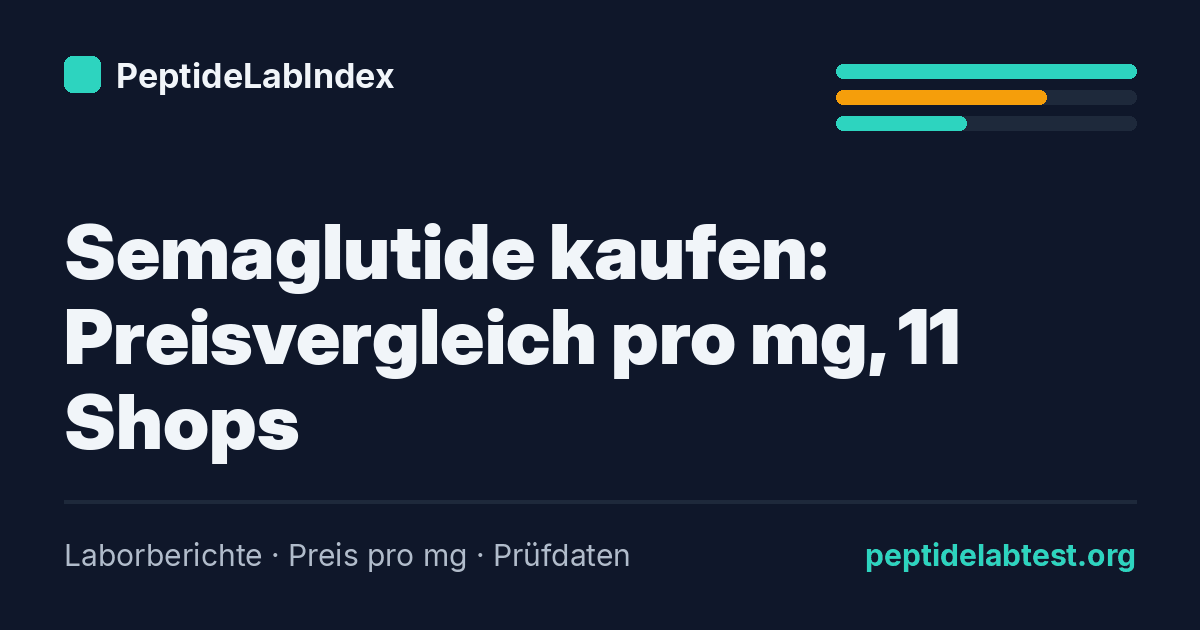 PeptideLabIndex
Semaglutide kaufen:
Preisvergleich pro mg, 11
Shops
Laborberichte · Preis pro mg · Prüfdaten
peptidelabtest.org